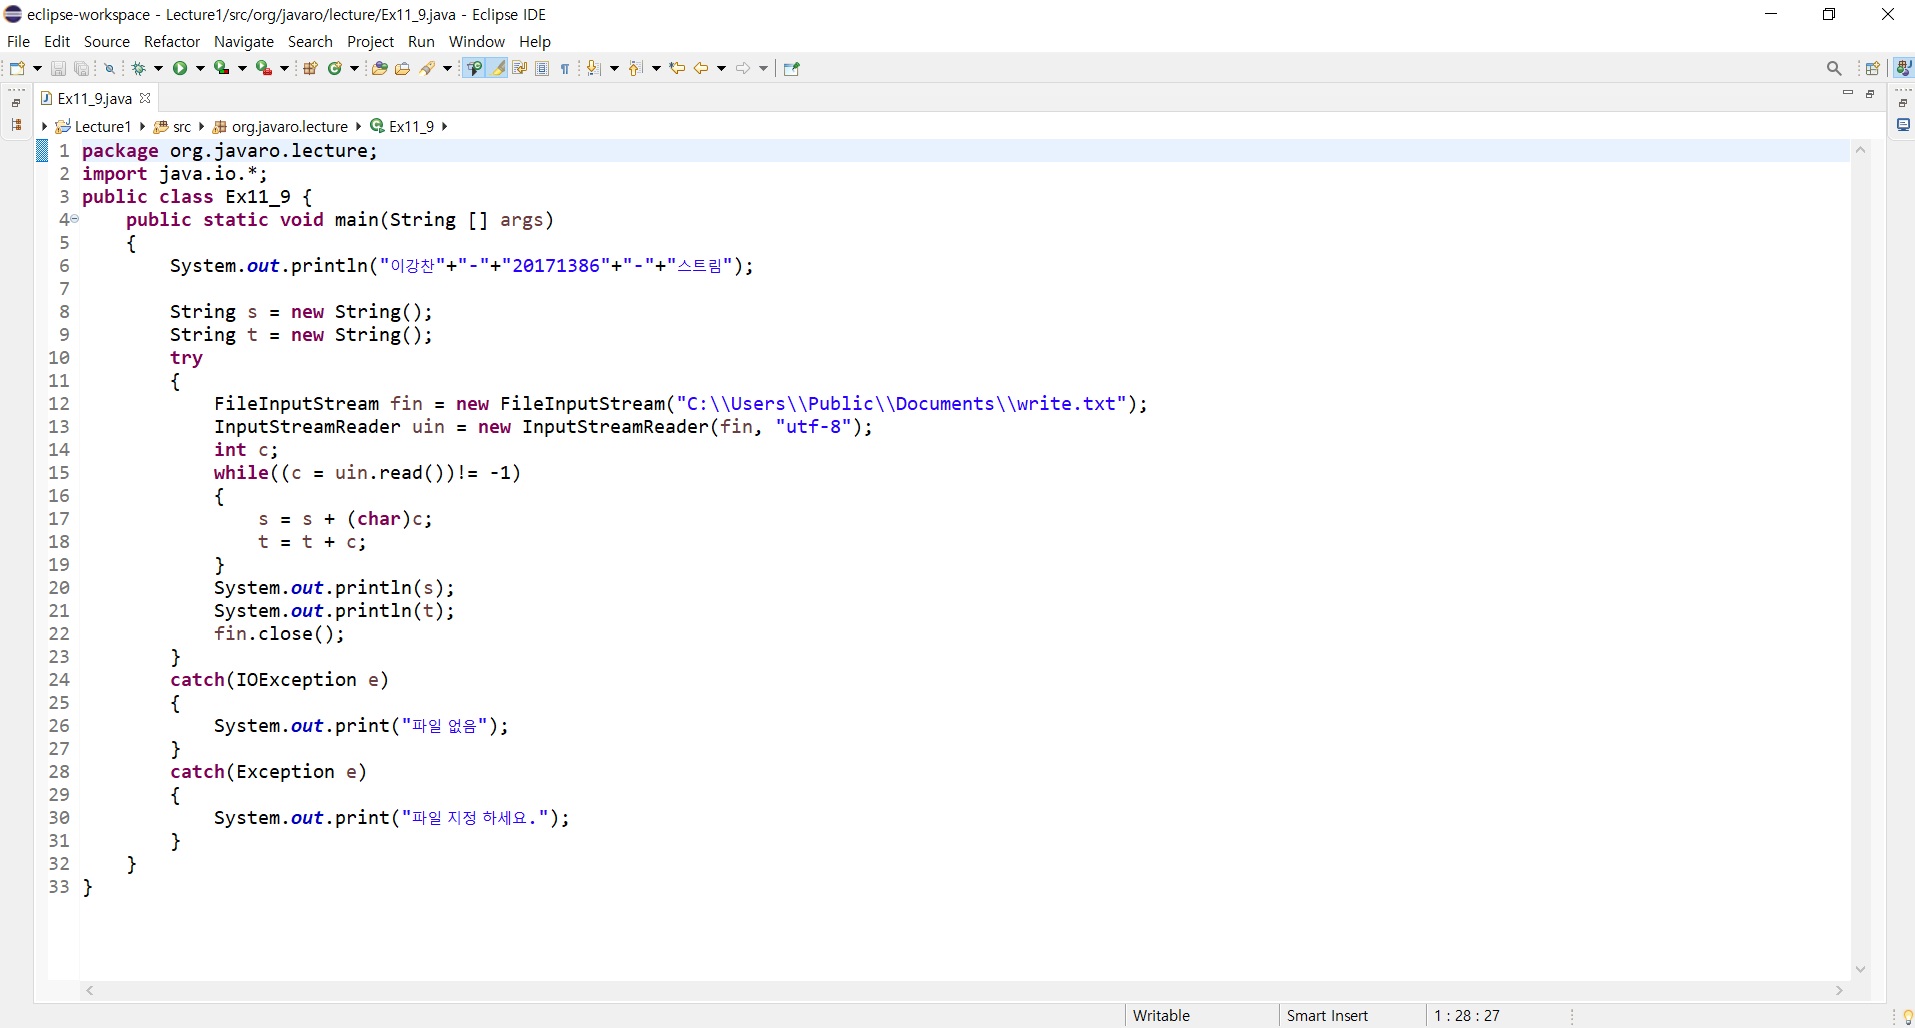 eclipse-workspace - Lecture1/src/org/javaro/lecture/Ex11_9.java - Eclipse IDE
File Edit Source Refactor Navigate Search Project Run Window Help
Ex11_9.java
Lecture1 src org.javaro.lecture Ex11_9
1 package org.javaro.lecture;
2 import java.io.*;
3 public class Ex11_9 {
4 public static void main(String [] args)
5 {
6 System.out.println("이강찬"+"-"+"20171386"+"-"+"스트림");
7
8 String s = new String();
9 String t = new String();
10 try
11 {
12 FileInputStream fin = new FileInputStream("C:\\Users\\Public\\Documents\\write.txt");
13 InputStreamReader uin = new InputStreamReader(fin, "utf-8");
14 int c;
15 while((c = uin.read())!= -1)
16 {
17 s = s + (char)c;
18 t = t + c;
19 }
20 System.out.println(s);
21 System.out.println(t);
22 fin.close();
23 }
24 catch(IOException e)
25 {
26 System.out.print("파일 없음");
27 }
28 catch(Exception e)
29 {
30 System.out.print("파일 지정 하세요.");
31 }
32 }
33 }
Writable Smart Insert 1 : 28 : 27